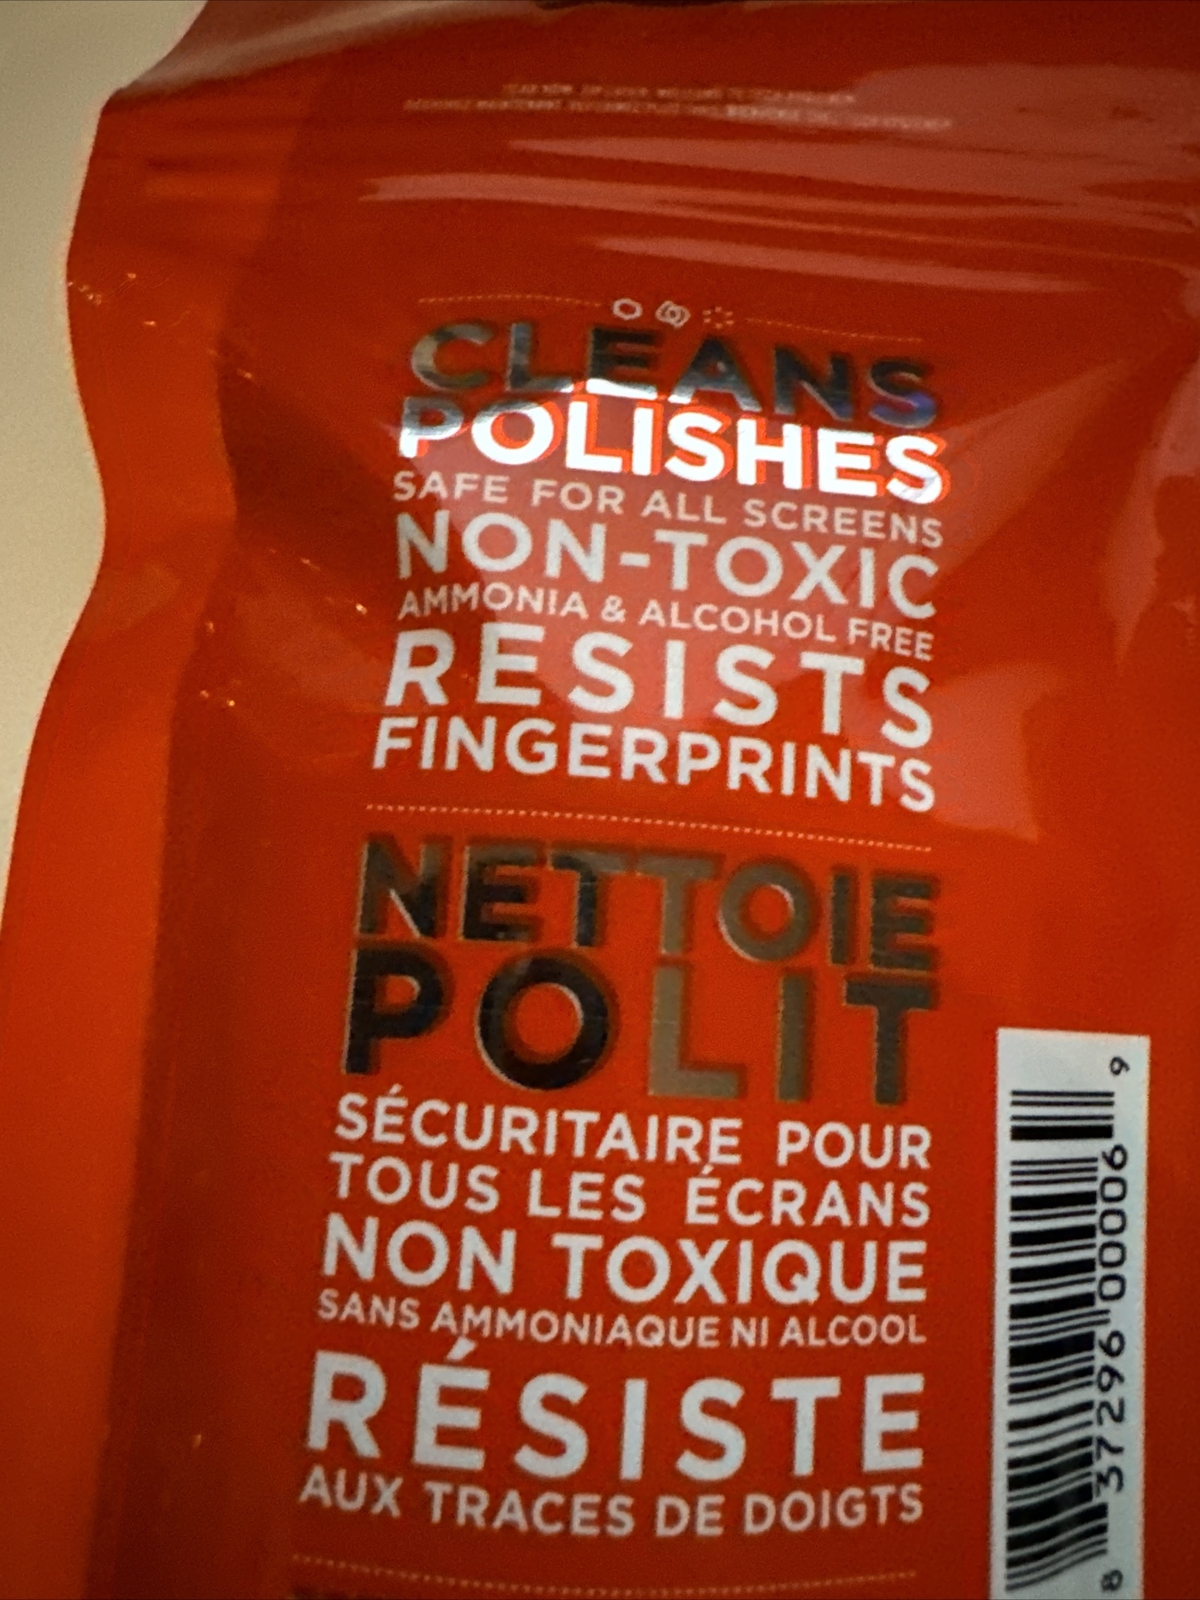 CLEANS
POLISHES
SAFE FOR ALL SCREENS
NON-TOXIC
AMMONIA & ALCOHOL FREE
RESISTS
FINGERPRINTS
NETTOIE
POLIT
SÉCURITAIRE POUR
TOUS LES ÉCRANS
NON TOXIQUE
SANS AMMONIAQUE NI ALCOOL
RÉSISTE
AUX TRACES DE DOIGTS
8 37296 00006 9